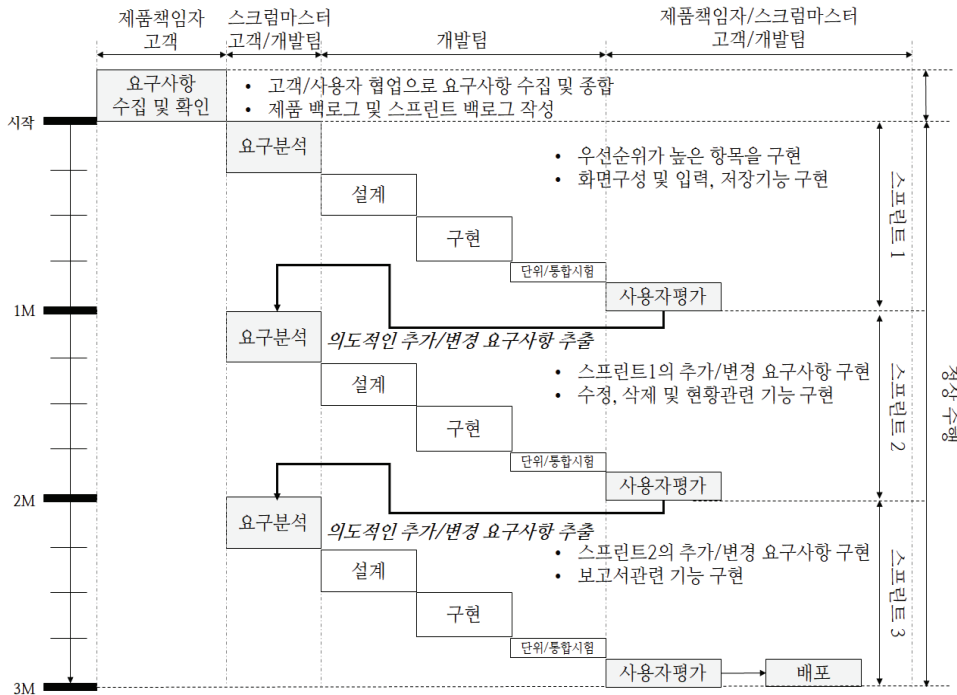 제품책임자
고객
스크럼마스터
고객/개발팀
개발팀
제품책임자/스크럼마스터
고객/개발팀
요구사항
수집 및 확인
• 고객/사용자 협업으로 요구사항 수집 및 종합
• 제품 백로그 및 스프린트 백로그 작성
시작
요구분석
• 우선순위가 높은 항목을 구현
• 화면구성 및 입력, 저장기능 구현
설계
구현
단위/통합시험
사용자평가
스프린트 1
1M
요구분석
의도적인 추가/변경 요구사항 추출
• 스프린트1의 추가/변경 요구사항 구현
• 수정, 삭제 및 현황관련 기능 구현
설계
구현
단위/통합시험
사용자평가
스프린트 2
정상 수행
2M
요구분석
의도적인 추가/변경 요구사항 추출
• 스프린트2의 추가/변경 요구사항 구현
• 보고서관련 기능 구현
설계
구현
단위/통합시험
사용자평가
배포
스프린트 3
3M